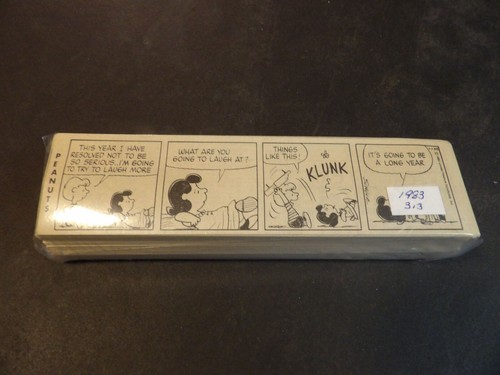 PEANUTS
THIS YEAR I HAVE
RESOLVED NOT TO BE
SO SERIOUS...I'M GOING
TO TRY TO LAUGH MORE
WHAT ARE YOU
GOING TO LAUGH AT?
THINGS
LIKE THIS!
KLUNK
IT'S GOING TO BE
A LONG YEAR
1983
3.3